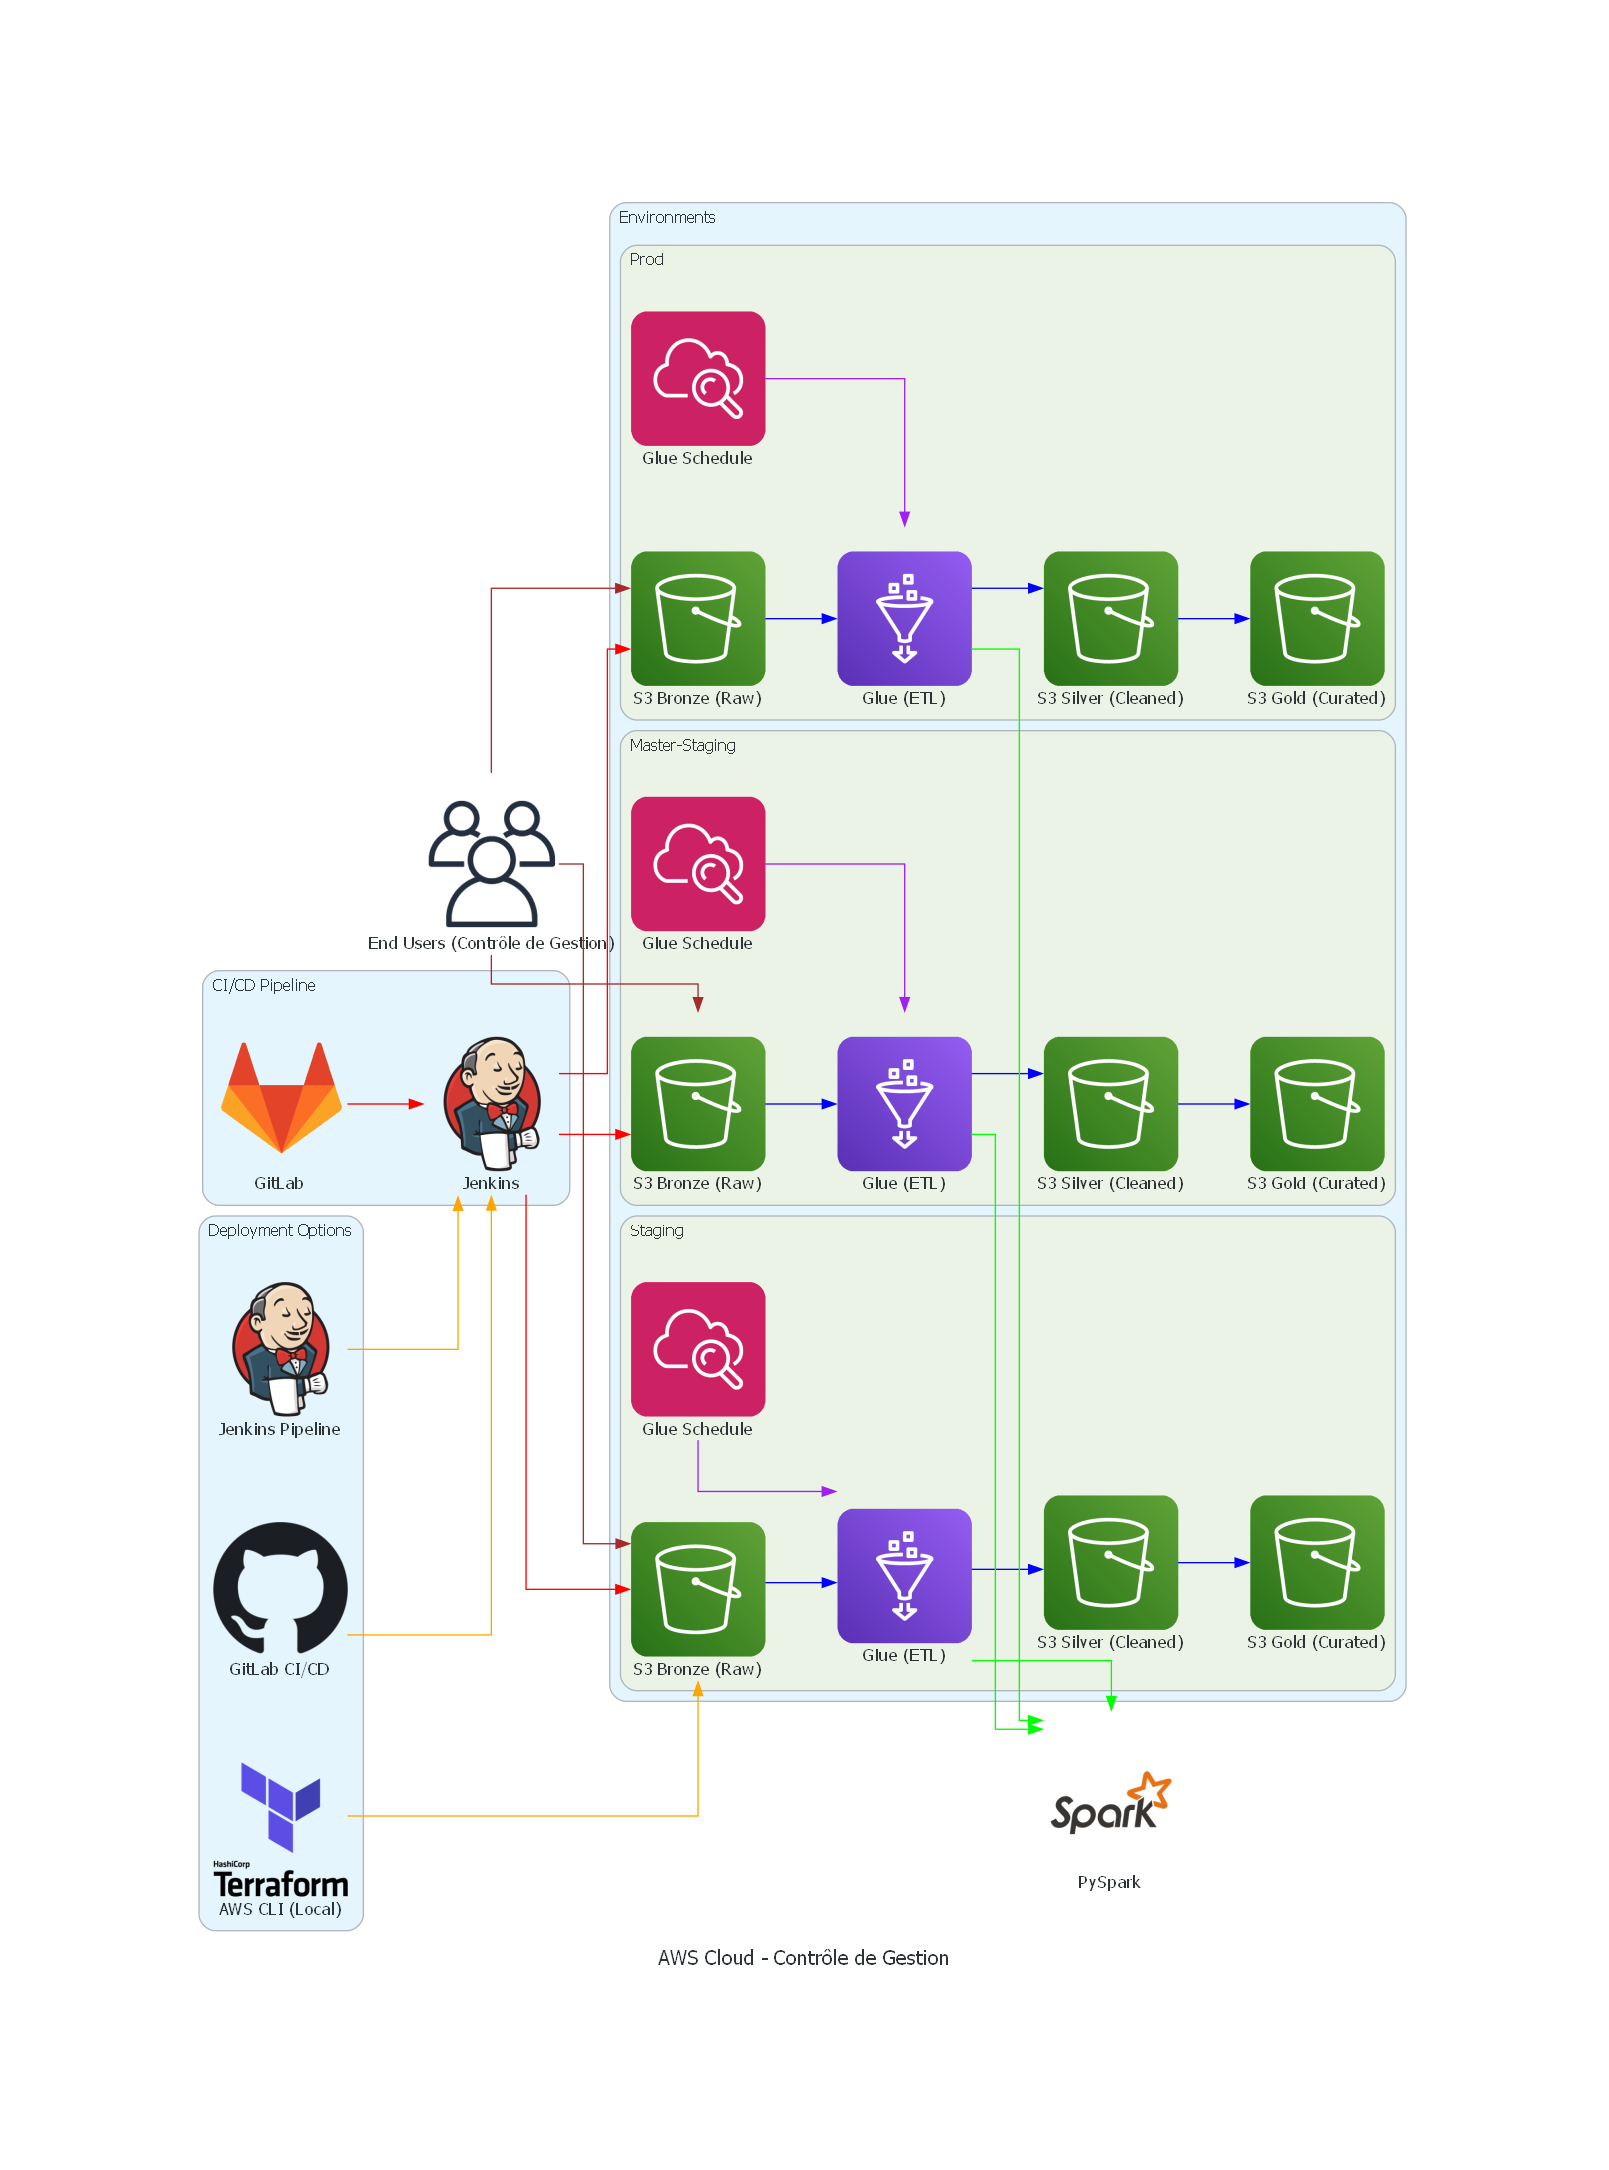 Environments
Prod
Glue Schedule
S3 Bronze (Raw)
Glue (ETL)
S3 Silver (Cleaned)
S3 Gold (Curated)
Master-Staging
Glue Schedule
End Users (Contrôle de Gestion)
CI/CD Pipeline
GitLab
Jenkins
S3 Bronze (Raw)
Glue (ETL)
S3 Silver (Cleaned)
S3 Gold (Curated)
Deployment Options
Staging
Jenkins Pipeline
Glue Schedule
GitLab CI/CD
S3 Bronze (Raw)
Glue (ETL)
S3 Silver (Cleaned)
S3 Gold (Curated)
HashiCorp
Terraform
AWS CLI (Local)
Spark
PySpark
AWS Cloud - Contrôle de Gestion